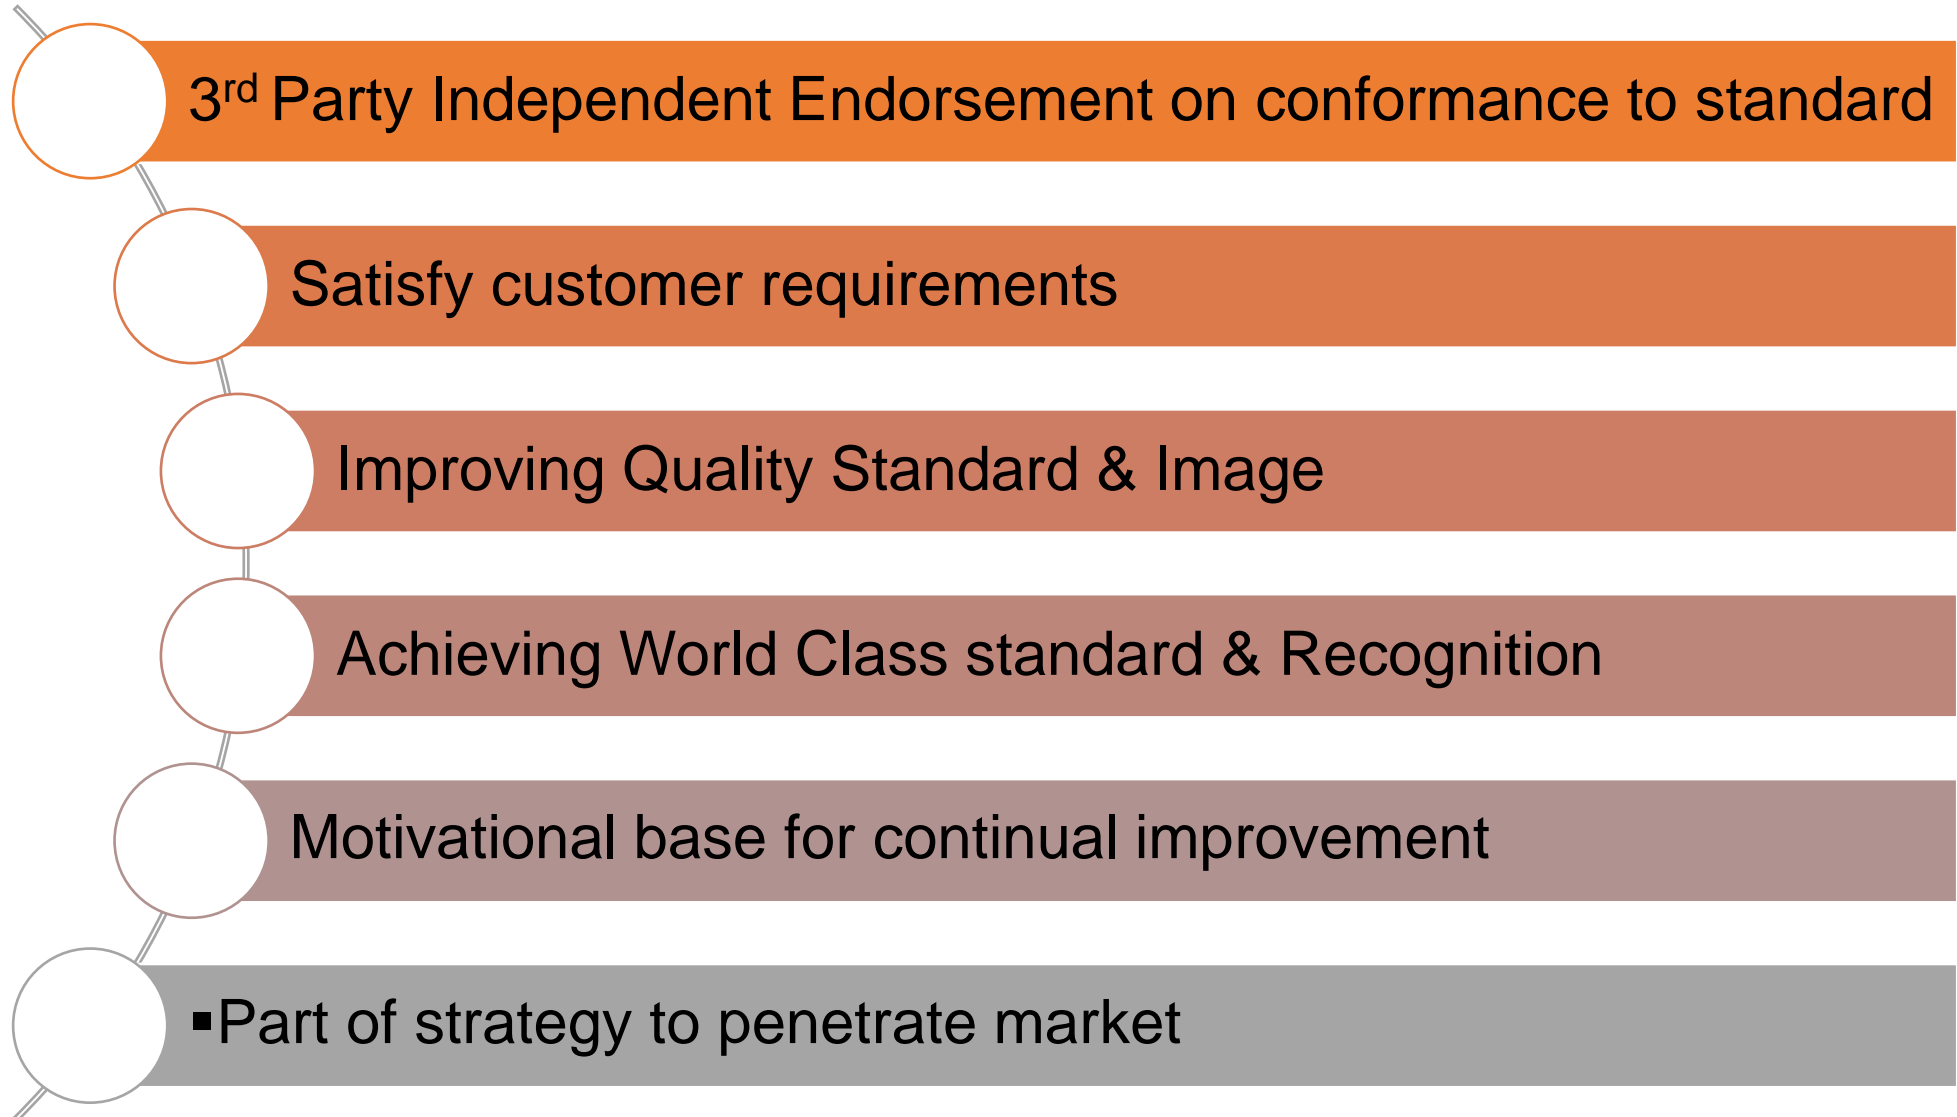 3rd Party Independent Endorsement on conformance to standard
Satisfy customer requirements
Improving Quality Standard & Image
Achieving World Class standard & Recognition
Motivational base for continual improvement
▪Part of strategy to penetrate market